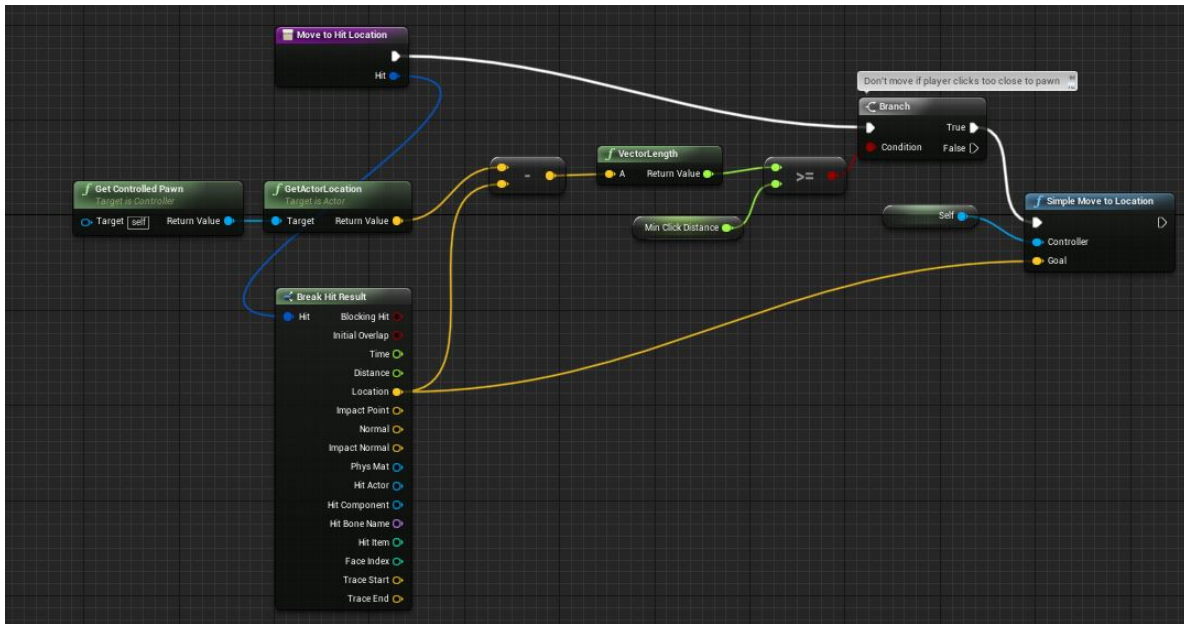 Move to Hit Location
Hit
Don't move if player clicks too close to pawn
Branch
True
Condition
False
VectorLength
A
Return Value
-
>=
Get Controlled Pawn
Target is Controller
Target
self
Return Value
GetActorLocation
Target is Actor
Target
Return Value
Min Click Distance
Self
Simple Move to Location
Controller
Goal
Break Hit Result
Hit
Blocking Hit
Initial Overlap
Time
Distance
Location
Impact Point
Normal
Impact Normal
Phys Mat
Hit Actor
Hit Component
Hit Bone Name
Hit Item
Face Index
Trace Start
Trace End